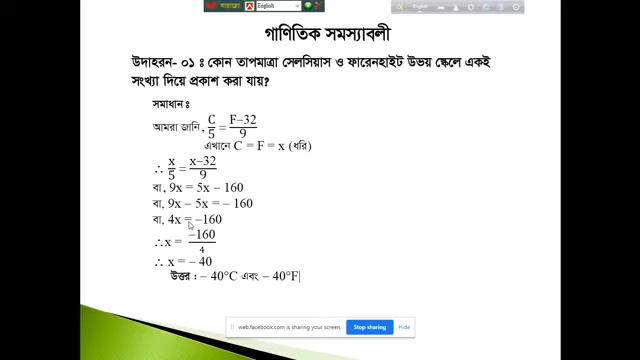 English
English
গাণিতিক সমস্যাবলী
উদাহরন- ০১ ঃ কোন তাপমাত্রা সেলসিয়াস ও ফারেনহাইট উভয় স্কেলে একই
সংখ্যা দিয়ে প্রকাশ করা যায়?
সমাধান ঃ
আমরা জানি, C/5 = F–32/9
এখানে C = F = x (ধরি)
∴ x/5 = x–32/9
বা, 9x = 5x – 160
বা, 9x – 5x = – 160
বা, 4x = –160
∴x = –160/4
∴ x = – 40
উত্তর : – 40°C এবং – 40°F
web.facebook.com is sharing your screen.
Stop sharing
Hide